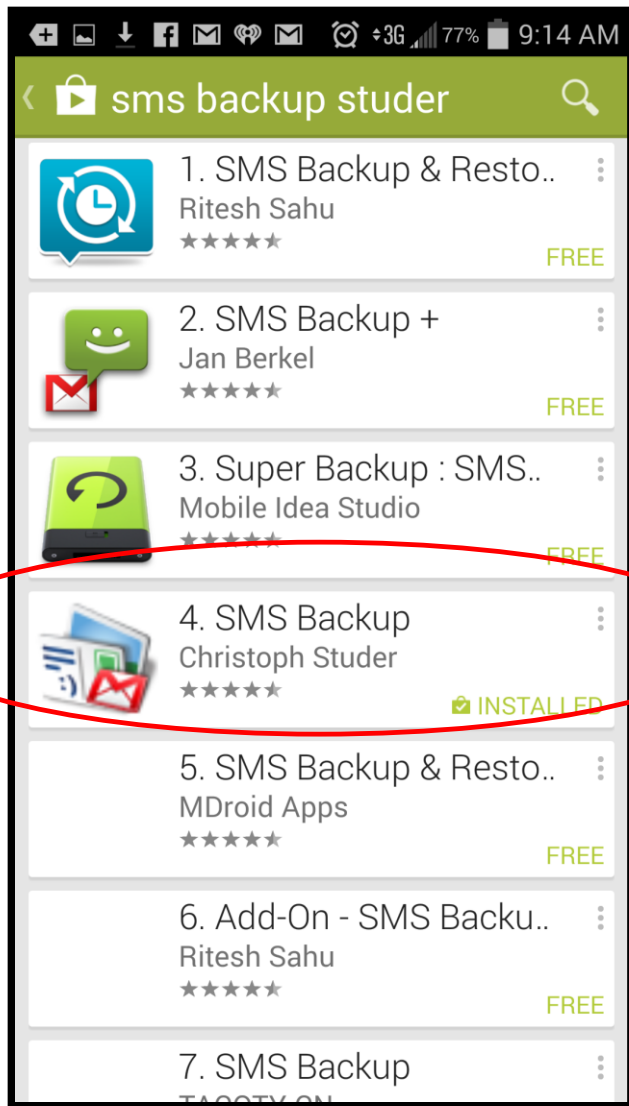 3G 77% 9:14 AM
sms backup studer
1. SMS Backup & Resto..
Ritesh Sahu
FREE
2. SMS Backup +
Jan Berkel
FREE
3. Super Backup : SMS..
Mobile Idea Studio
FREE
4. SMS Backup
Christoph Studer
INSTALLED
5. SMS Backup & Resto..
MDroid Apps
FREE
6. Add-On - SMS Backu..
Ritesh Sahu
FREE
7. SMS Backup